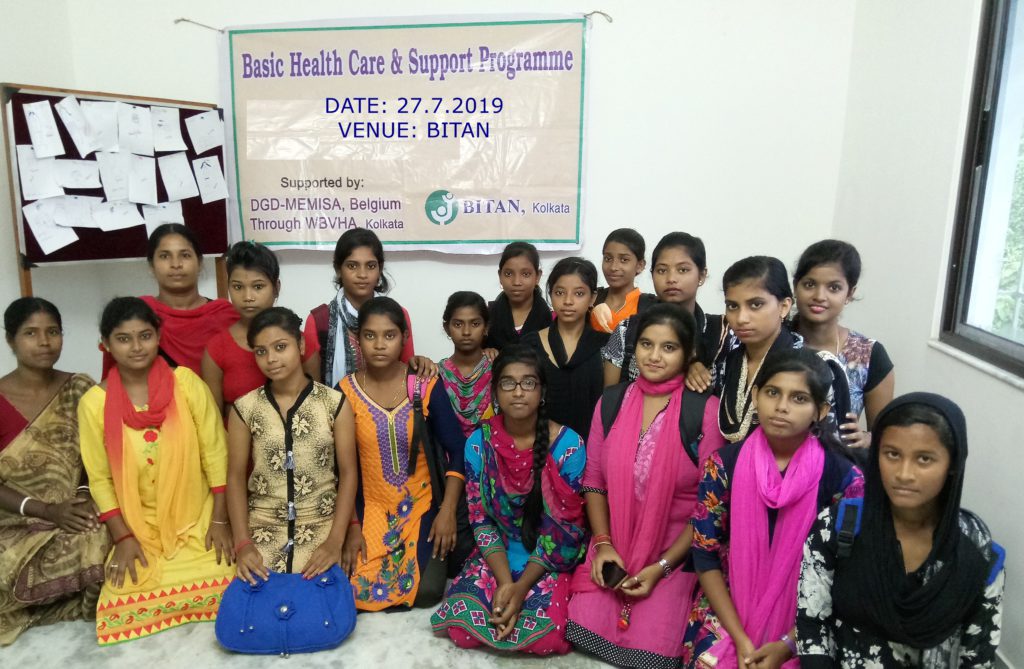 Basic Health Care & Support Programme
DATE: 27.7.2019
VENUE: BITAN
Supported by:
DGD-MEMISA, Belgium
Through WBVHA, Kolkata
BITAN, Kolkata